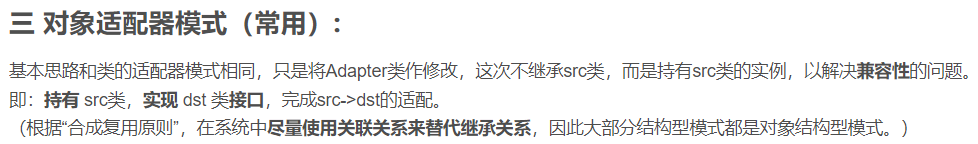 三 对象适配器模式（常用）：
基本思路和类的适配器模式相同，只是将Adapter类作修改，这次不继承src类，而是持有src类的实例，以解决兼容性的问题。
即：持有 src类，实现 dst 类接口，完成src->dst的适配。
（根据“合成复用原则”，在系统中尽量使用关联关系来替代继承关系，因此大部分结构型模式都是对象结构型模式。）